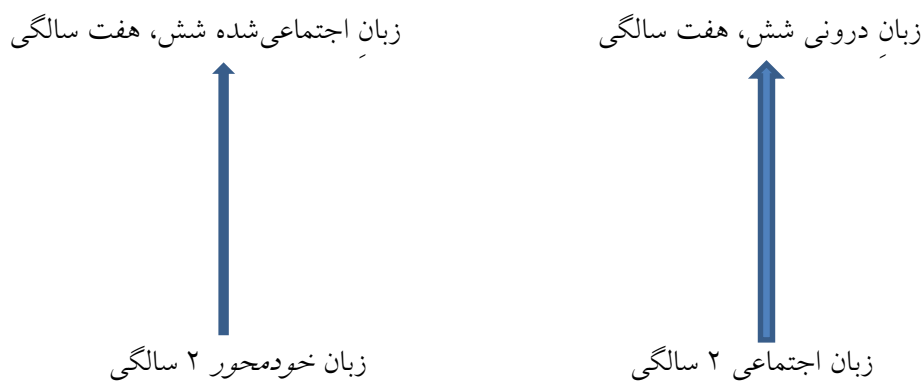 زبانِ درونی شش، هفت سالگی
زبانِ اجتماعی‌شده شش، هفت سالگی
زبان اجتماعی ۲ سالگی
زبان خودمحور ۲ سالگی